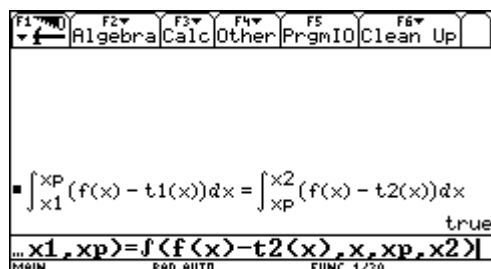 F1 F2 F3 F4 F5 F6
Algebra Calc Other PrgmIO Clean Up
∫x1^xp (f(x) - t1(x))dx = ∫xp^x2 (f(x) - t2(x))dx
true
…x1,xp)=∫(f(x)-t2(x),x,xp,x2)
MAIN RAD AUTO FUNC 1/30